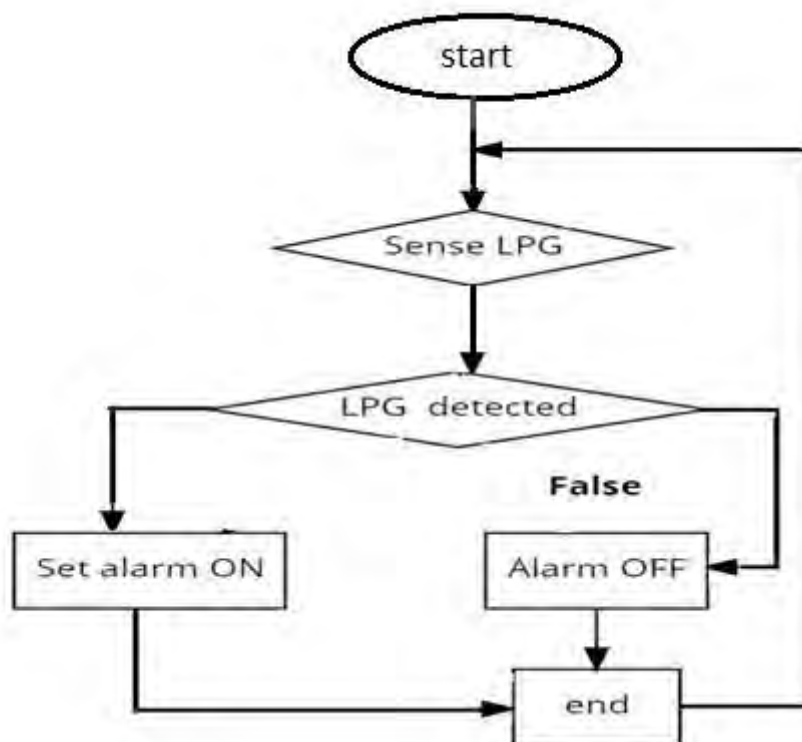 start
Sense LPG
LPG detected
False
Set alarm ON
Alarm OFF
end